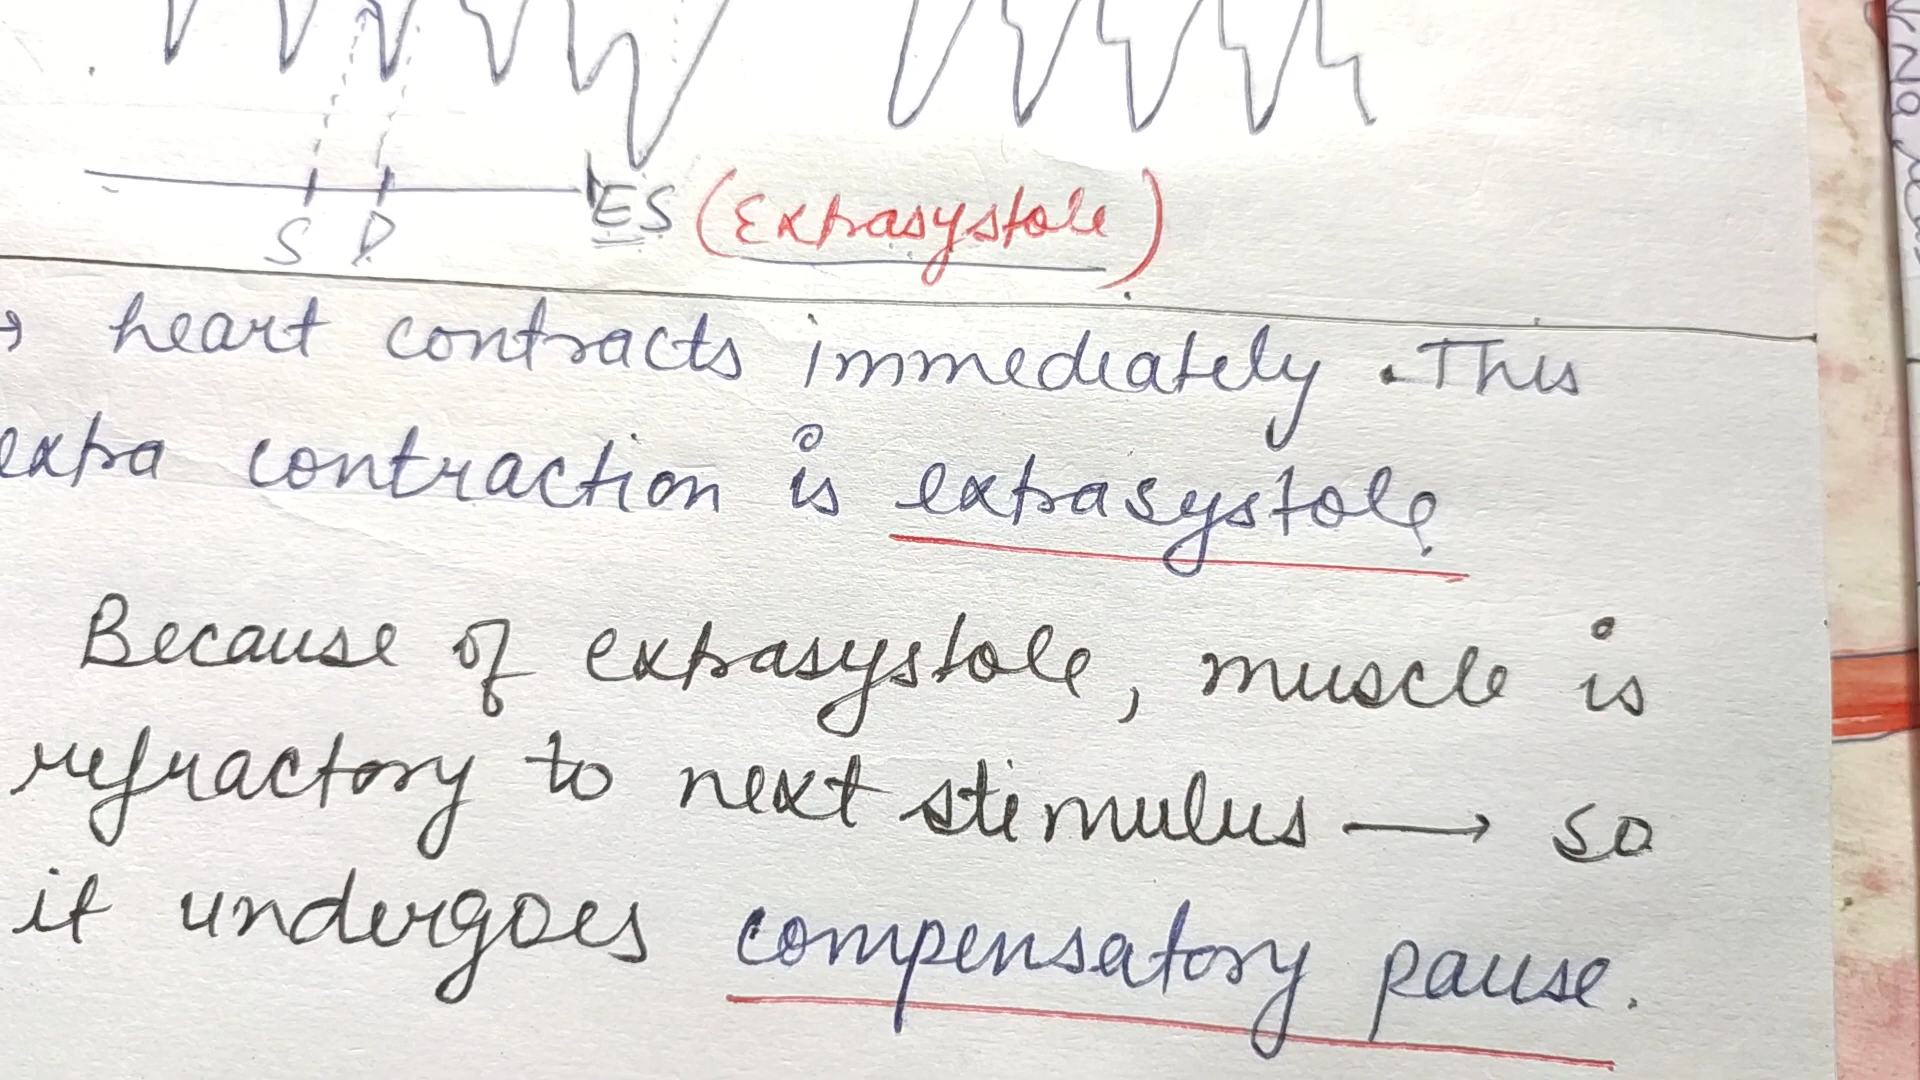 S D ES (Extrasystole)
→ heart contracts immediately. This
extra contraction is extrasystole
Because of extrasystole, muscle is
refractory to next stimulus → so
it undergoes compensatory pause.